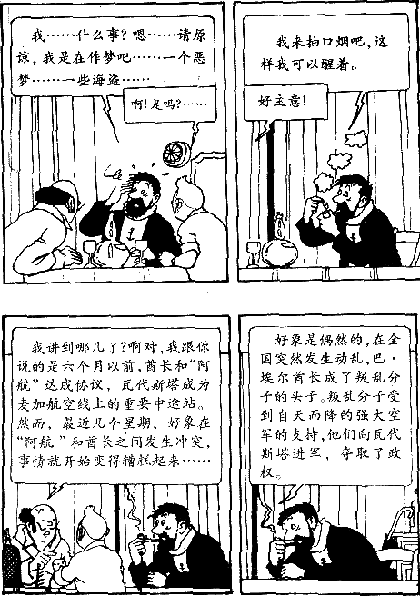 我……什么事？嗯……请原
谅，我是在作梦吧……一个恶
梦……一些海盗……
啊！是吗？……
我来抽口烟吧，这
样我可以醒着。
好主意！
我讲到哪儿了？啊对，我跟你
说的是六个月以前，酋长和“阿
航”达成协议，瓦代斯塔成为
麦加航空线上的重要中途站。
然而，最近几个星期，好象在
“阿航”和酋长之间发生冲突，
事情就开始变得糟糕起来……
好象是偶然的，在全
国突然发生动乱，巴·
埃尔酋长成了叛乱分
子的头子。叛乱分子受
到自天而降的强大空
军的支持，他们向瓦代
斯塔进军，夺取了政
权。